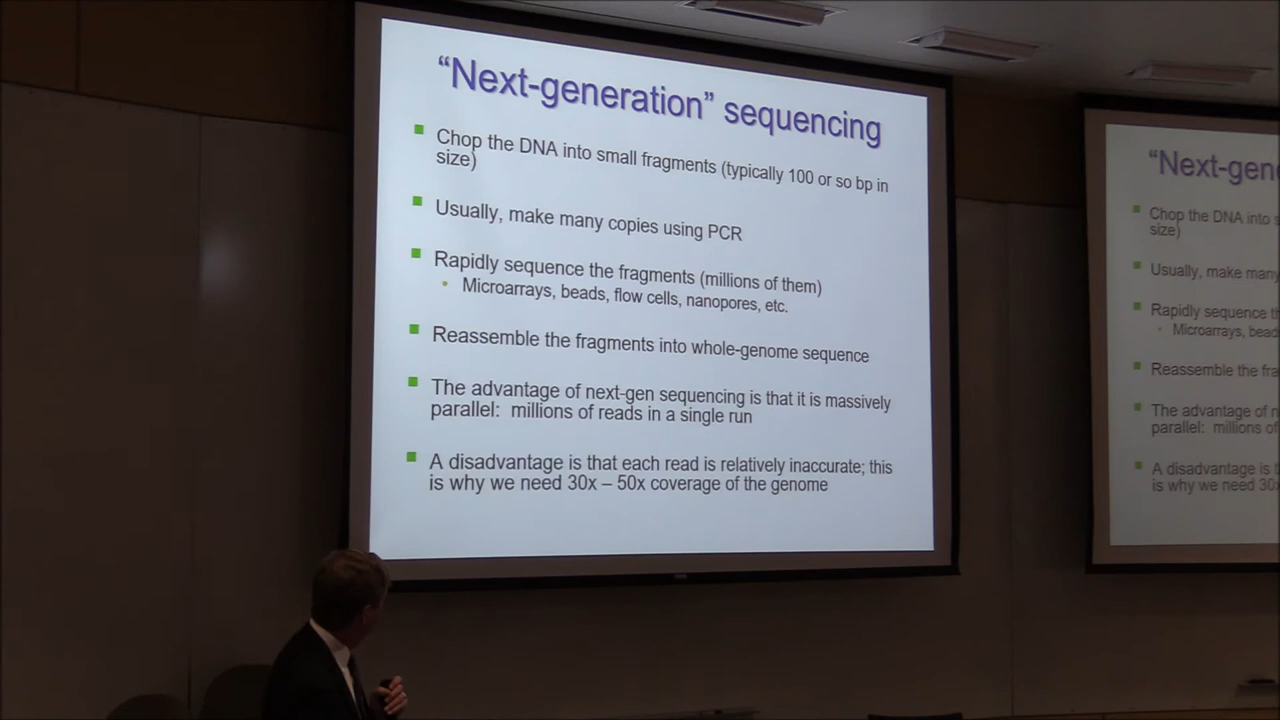 “Next-generation” sequencing
Chop the DNA into small fragments (typically 100 or so bp in
size)
Usually, make many copies using PCR
Rapidly sequence the fragments (millions of them)
Microarrays, beads, flow cells, nanopores, etc.
Reassemble the fragments into whole-genome sequence
The advantage of next-gen sequencing is that it is massively
parallel: millions of reads in a single run
A disadvantage is that each read is relatively inaccurate; this
is why we need 30x – 50x coverage of the genome
“Next-gen
Chop the DNA into
size)
Usually, make many
Rapidly sequence
Microarrays,
Reassemble the
The advantage of
parallel: millions
A disadvantage is
is why we need